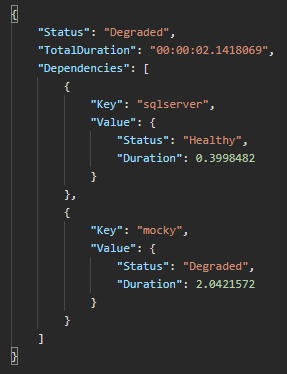 {
    "Status": "Degraded",
    "TotalDuration": "00:00:02.1418069",
    "Dependencies": [
        {
            "Key": "sqlserver",
            "Value": {
                "Status": "Healthy",
                "Duration": 0.3998482
            }
        },
        {
            "Key": "mocky",
            "Value": {
                "Status": "Degraded",
                "Duration": 2.0421572
            }
        }
    ]
}